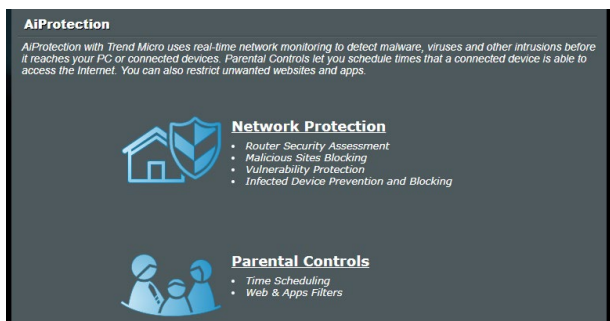 AiProtection
AiProtection with Trend Micro uses real-time network monitoring to detect malware, viruses and other intrusions before
it reaches your PC or connected devices. Parental Controls let you schedule times that a connected device is able to
access the Internet. You can also restrict unwanted websites and apps.
Network Protection
• Router Security Assessment
• Malicious Sites Blocking
• Vulnerability Protection
• Infected Device Prevention and Blocking
Parental Controls
• Time Scheduling
• Web & Apps Filters